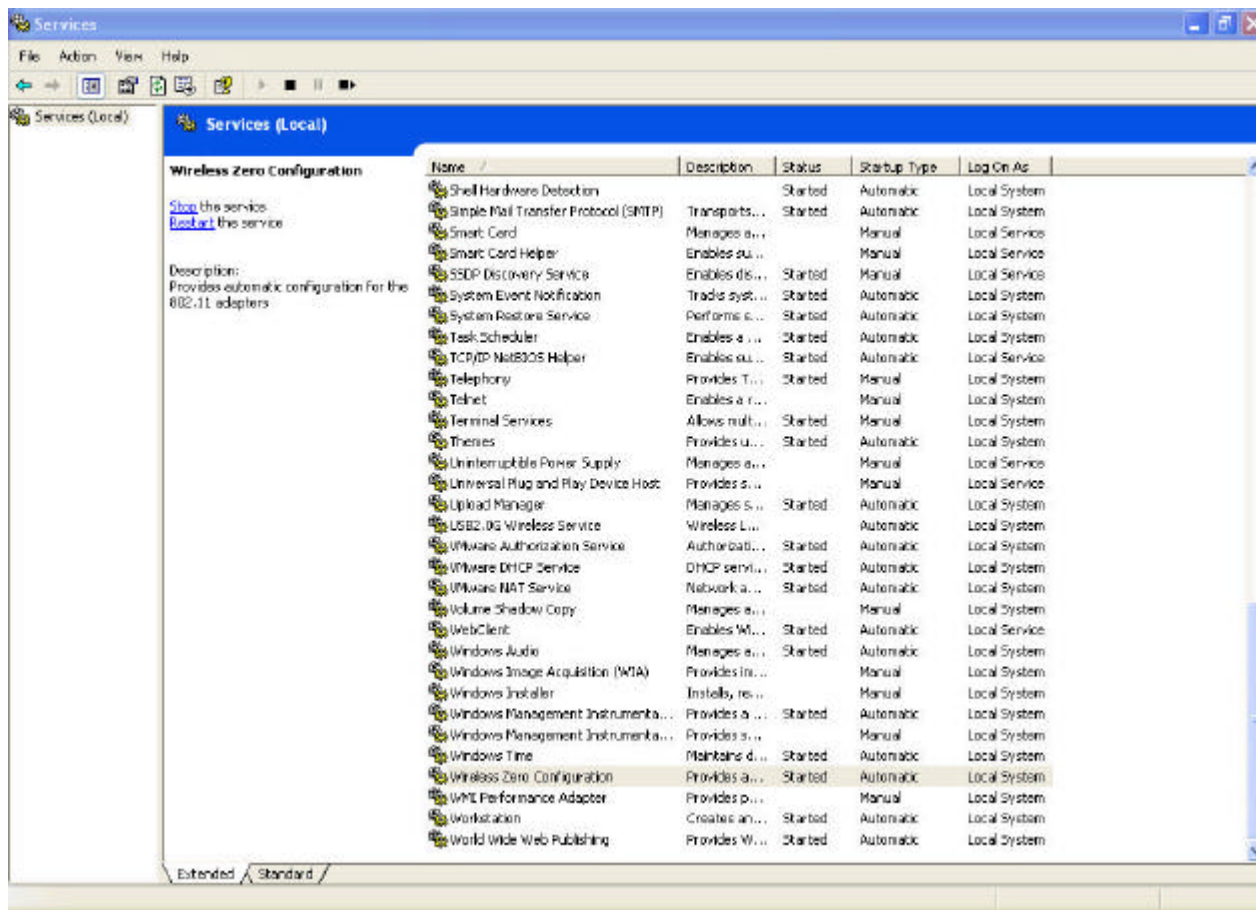 Services
File Action View Help
Services (Local)
Services (Local)
Wireless Zero Configuration
Stop the service
Restart the service
Description:
Provides automatic configuration for the
802.11 adapters
Name Description Status Startup Type Log On As
Shell Hardware Detection Started Automatic Local System
Simple Mail Transfer Protocol (SMTP) Transports... Started Automatic Local System
Smart Card Manages a... Manual Local Service
Smart Card Helper Enables su... Manual Local Service
SSDP Discovery Service Enables dis... Started Manual Local Service
System Event Notification Tracks syst... Started Automatic Local System
System Restore Service Performs s... Started Automatic Local System
Task Scheduler Enables a ... Started Automatic Local System
TCP/IP NetBIOS Helper Enables su... Started Automatic Local Service
Telephony Provides T... Started Manual Local System
Telnet Enables a r... Manual Local System
Terminal Services Allows mult... Started Manual Local System
Themes Provides u... Started Automatic Local System
Uninterruptible Power Supply Manages a... Manual Local Service
Universal Plug and Play Device Host Provides s... Manual Local Service
Upload Manager Manages s... Started Automatic Local System
USB2.0G Wireless Service Wireless L... Automatic Local System
VMware Authorization Service Authorizati... Started Automatic Local System
VMware DHCP Service DHCP servi... Started Automatic Local System
VMware NAT Service Network a... Started Automatic Local System
Volume Shadow Copy Manages a... Manual Local System
WebClient Enables Wi... Started Automatic Local Service
Windows Audio Manages a... Started Automatic Local System
Windows Image Acquisition (WIA) Provides im... Manual Local System
Windows Installer Installs, re... Manual Local System
Windows Management Instrumenta... Provides a ... Started Automatic Local System
Windows Management Instrumenta... Provides s... Manual Local System
Windows Time Maintains d... Started Automatic Local System
Wireless Zero Configuration Provides a... Started Automatic Local System
WMI Performance Adapter Provides p... Manual Local System
Workstation Creates an... Started Automatic Local System
World Wide Web Publishing Provides W... Started Automatic Local System
Extended Standard